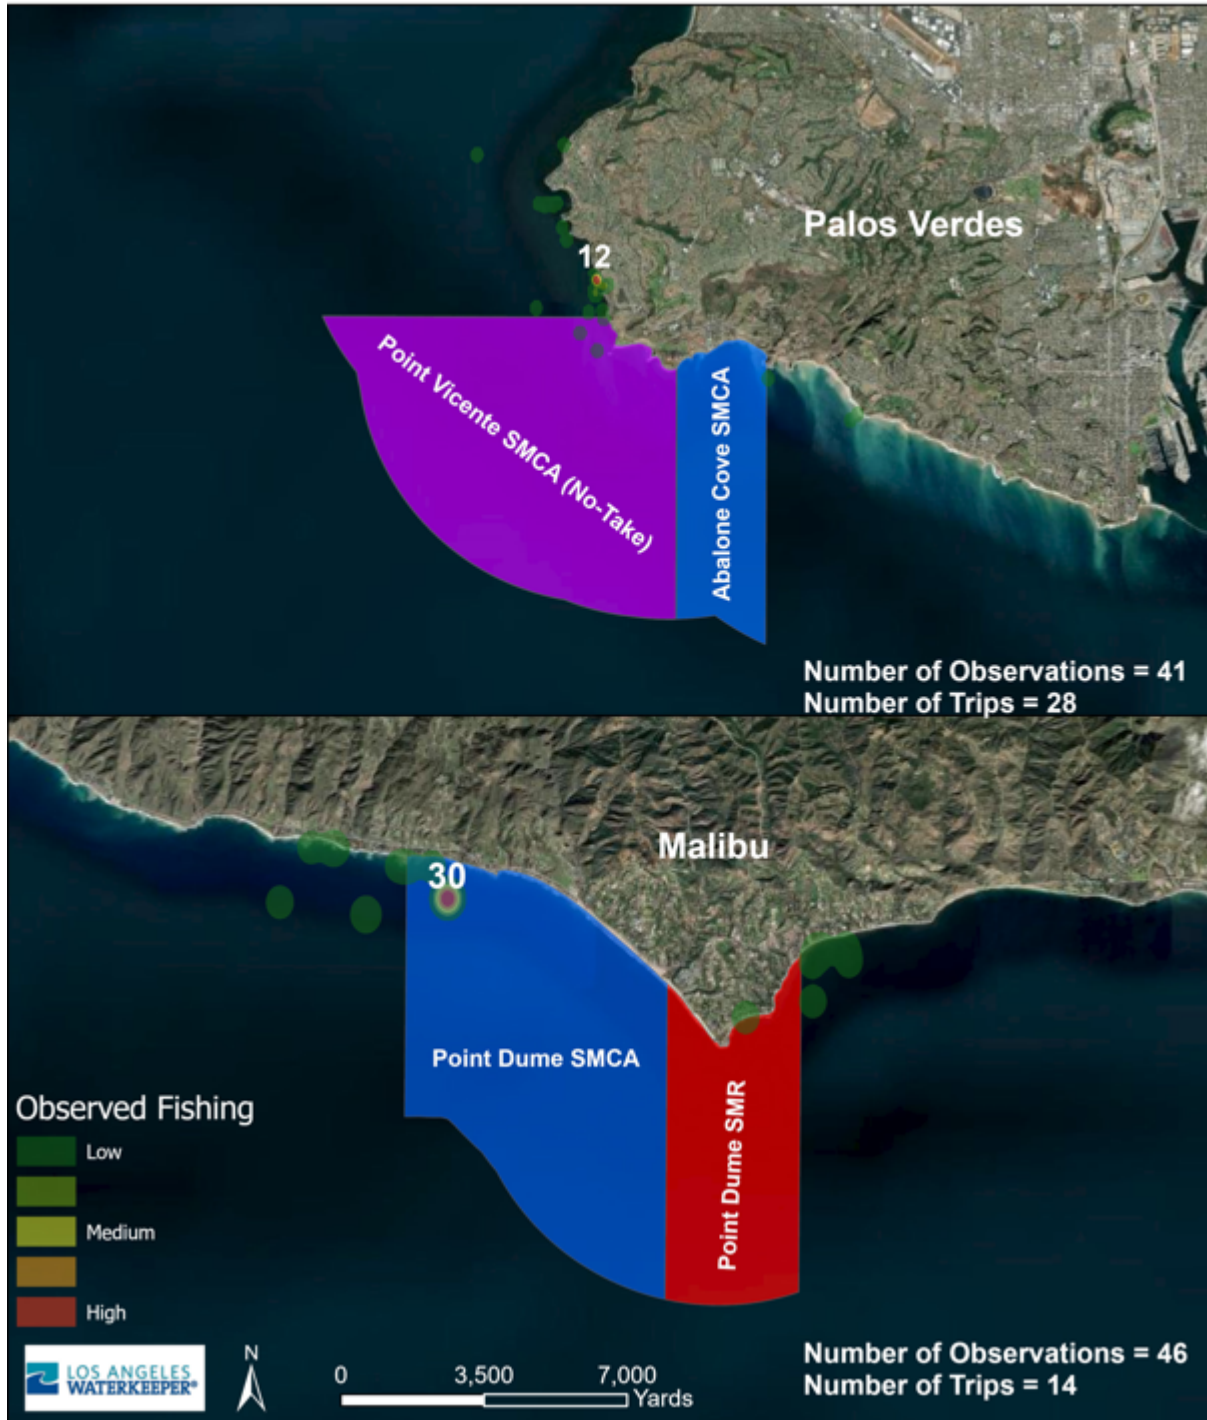 Palos Verdes
12
Point Vicente SMCA (No-Take)
Abalone Cove SMCA
Number of Observations = 41
Number of Trips = 28
Malibu
30
Point Dume SMCA
Point Dume SMR
Observed Fishing
Low
Medium
High
LOS ANGELES
WATERKEEPER®
N
0 3,500 7,000
Yards
Number of Observations = 46
Number of Trips = 14